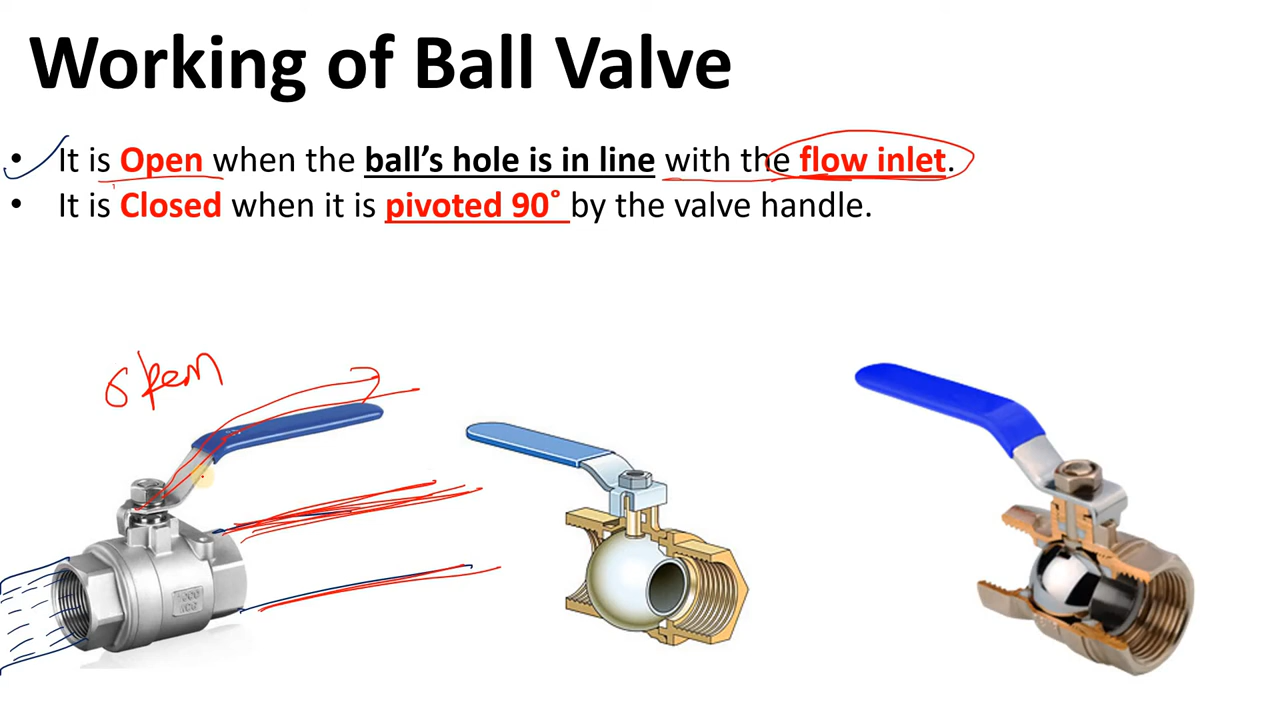 Working of Ball Valve
• It is Open when the ball’s hole is in line with the flow inlet.
• It is Closed when it is pivoted 90˚ by the valve handle.
stem